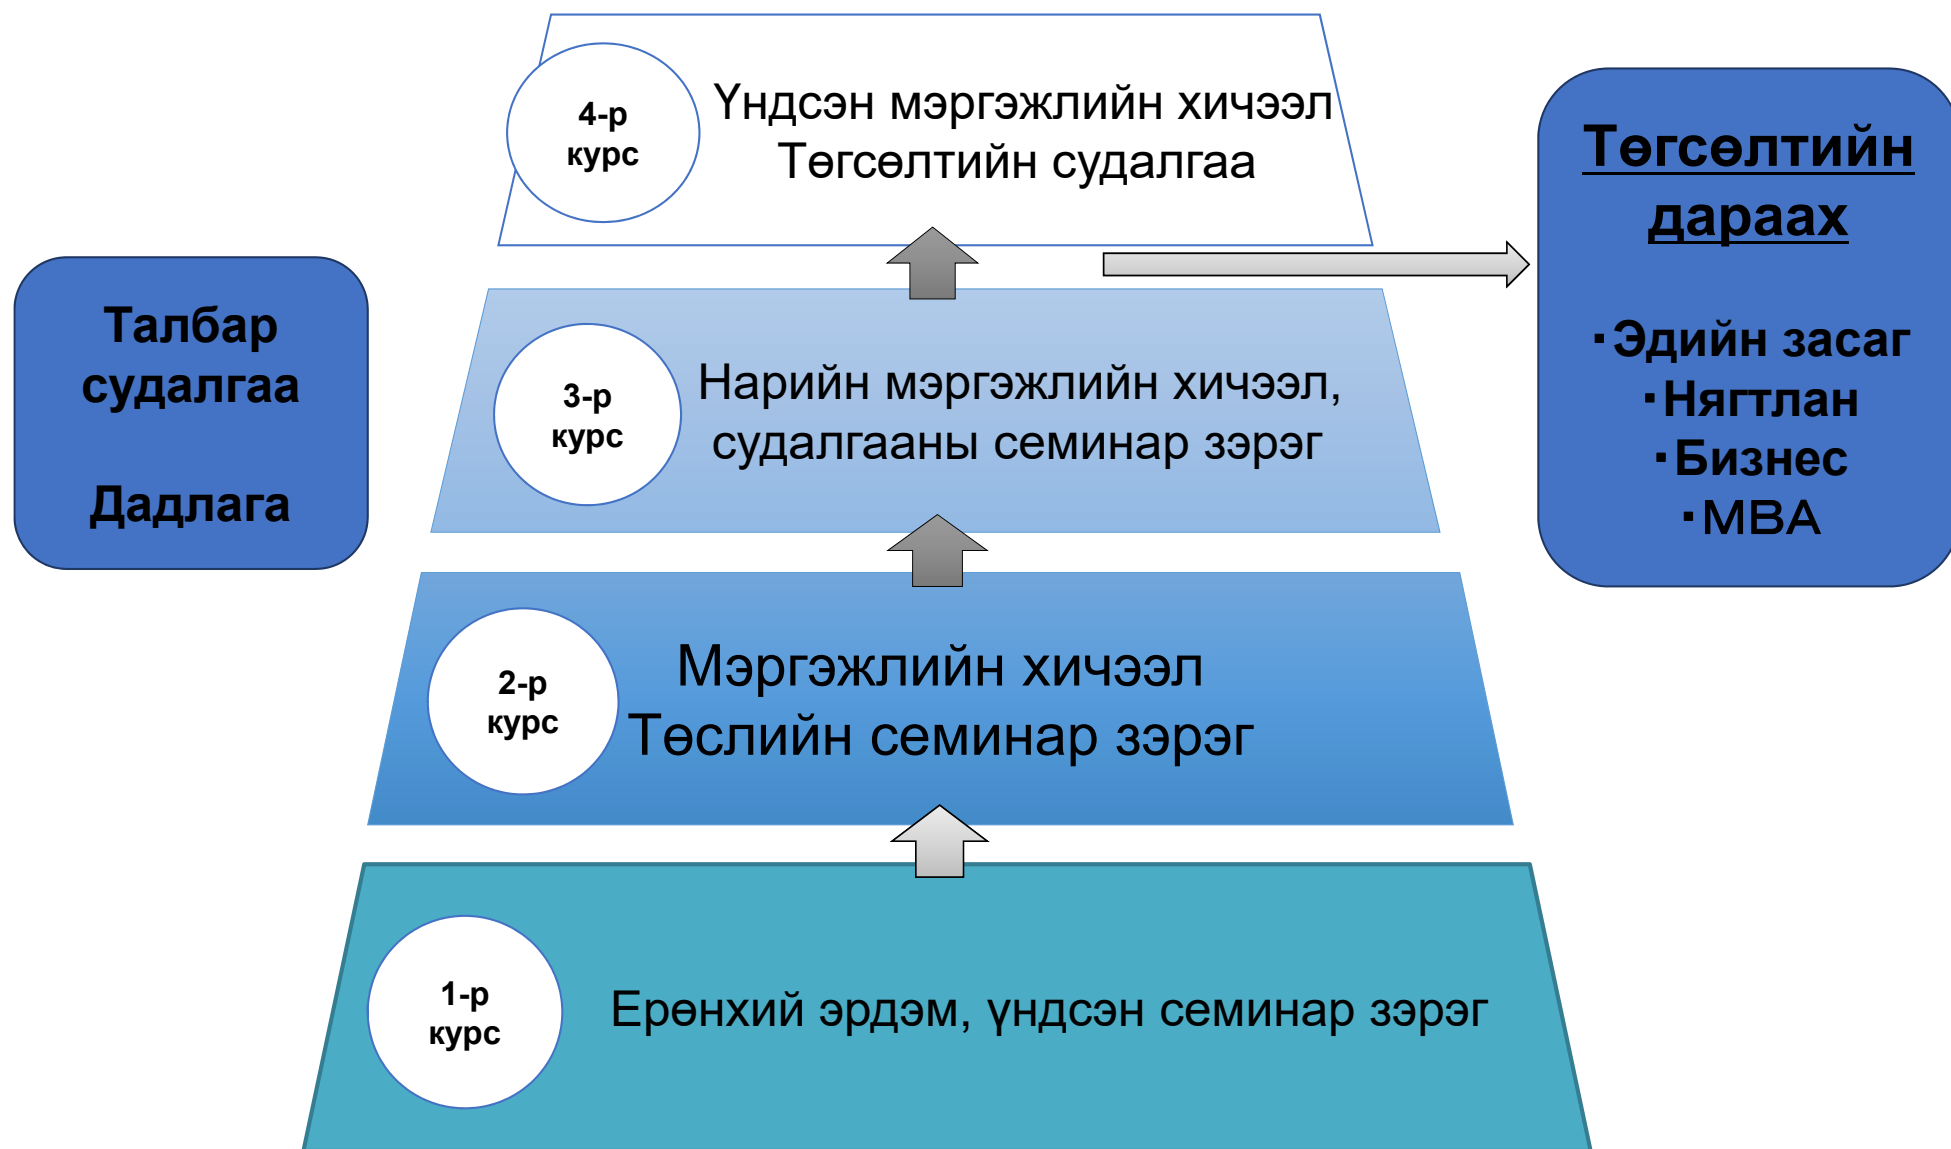 4-р
курс
Үндсэн мэргэжлийн хичээл
Төгсөлтийн судалгаа
Төгсөлтийн
дараах
・Эдийн засаг
・Нягтлан
・Бизнес
・MBA
Талбар
судалгаа
Дадлага
3-р
курс
Нарийн мэргэжлийн хичээл,
судалгааны семинар зэрэг
2-р
курс
Мэргэжлийн хичээл
Төслийн семинар зэрэг
1-р
курс
Ерөнхий эрдэм, үндсэн семинар зэрэг